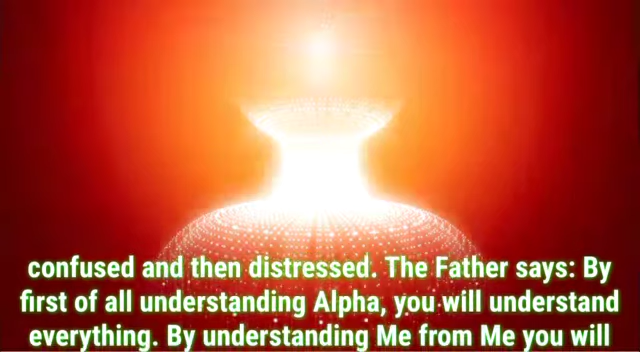 confused and then distressed. The Father says: By
first of all understanding Alpha, you will understand
everything. By understanding Me from Me you will